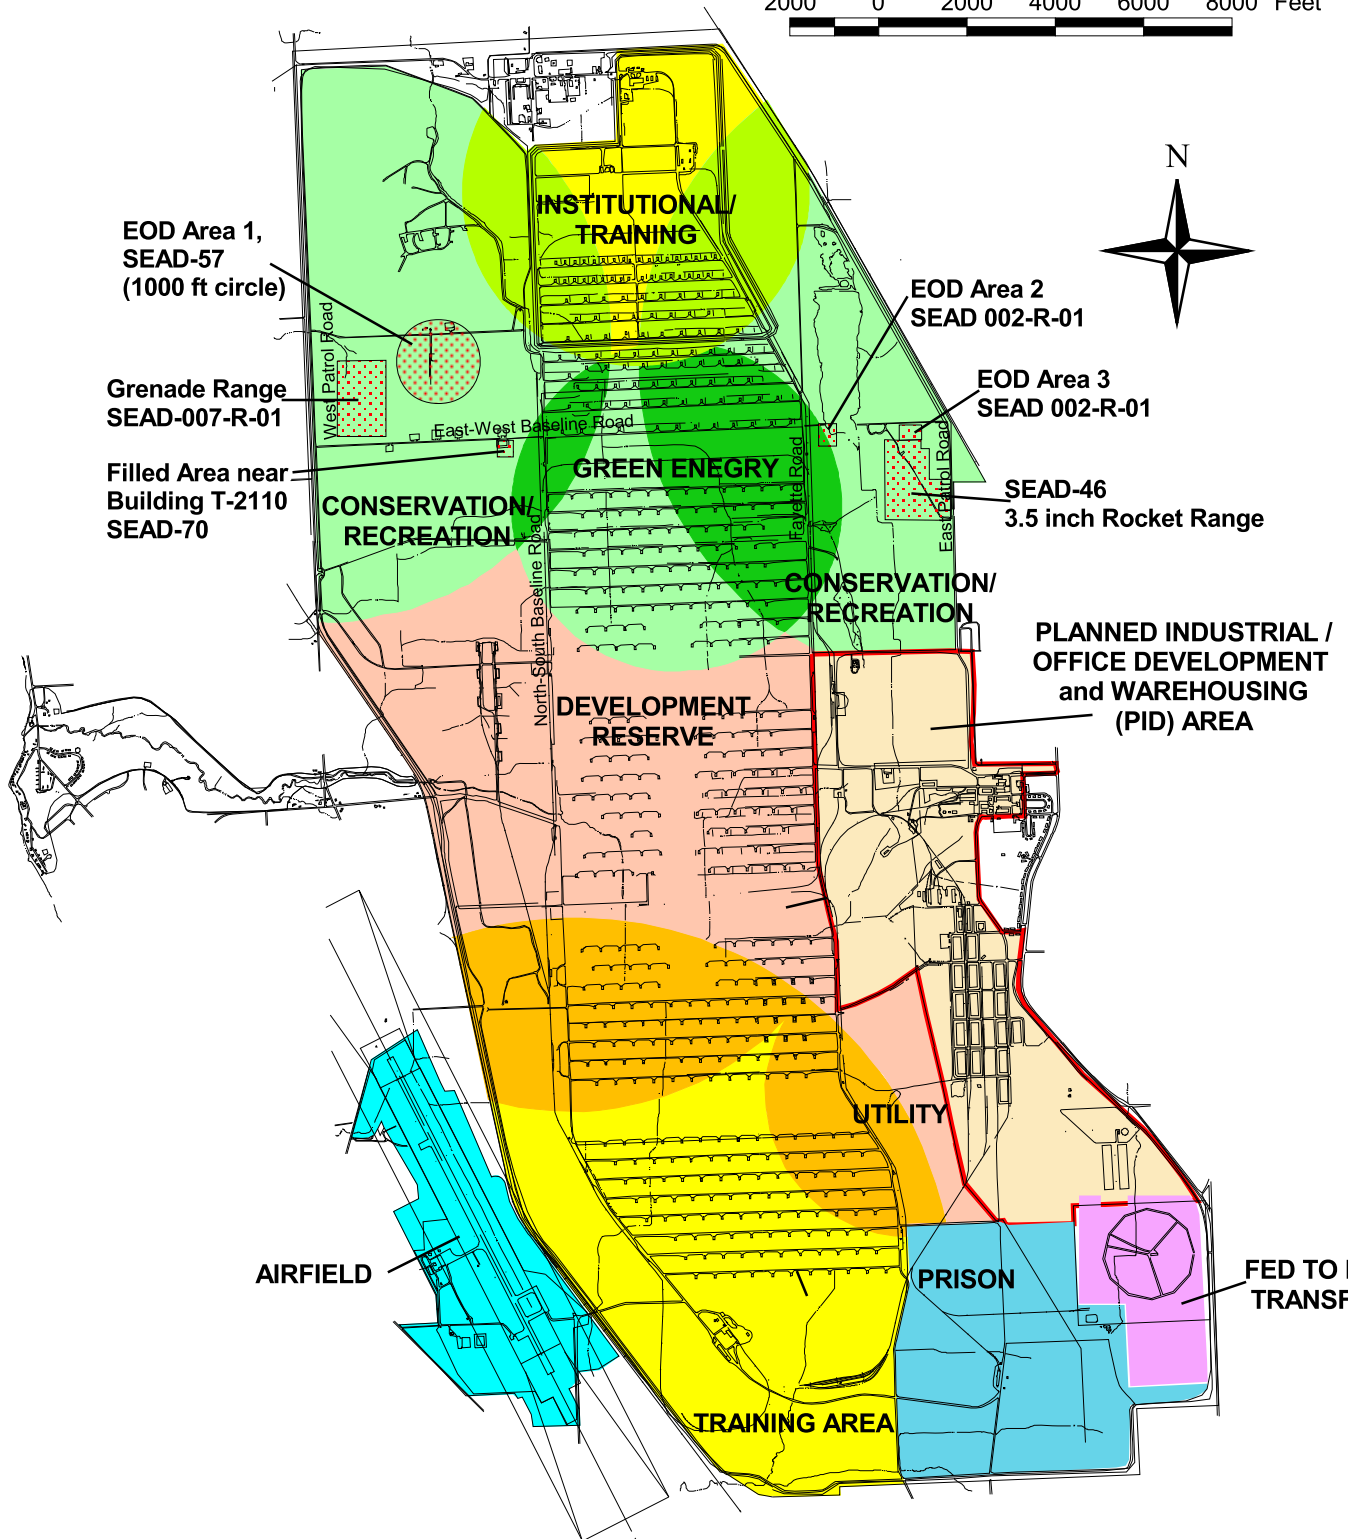 2000 0 2000 4000 6000 8000 Feet
N
INSTITUTIONAL/
TRAINING
EOD Area 1,
SEAD-57
(1000 ft circle)
EOD Area 2
SEAD 002-R-01
West Patrol Road
Grenade Range
SEAD-007-R-01
EOD Area 3
SEAD 002-R-01
East-West Baseline Road
Filled Area near
Building T-2110
SEAD-70
GREEN ENEGRY
Fayette Road
East Patrol Road
SEAD-46
3.5 inch Rocket Range
CONSERVATION/
RECREATION
North-South Baseline Road
CONSERVATION/
RECREATION
PLANNED INDUSTRIAL /
OFFICE DEVELOPMENT
and WAREHOUSING
(PID) AREA
DEVELOPMENT
RESERVE
UTILITY
AIRFIELD
PRISON
FED TO
TRANSF
TRAINING AREA